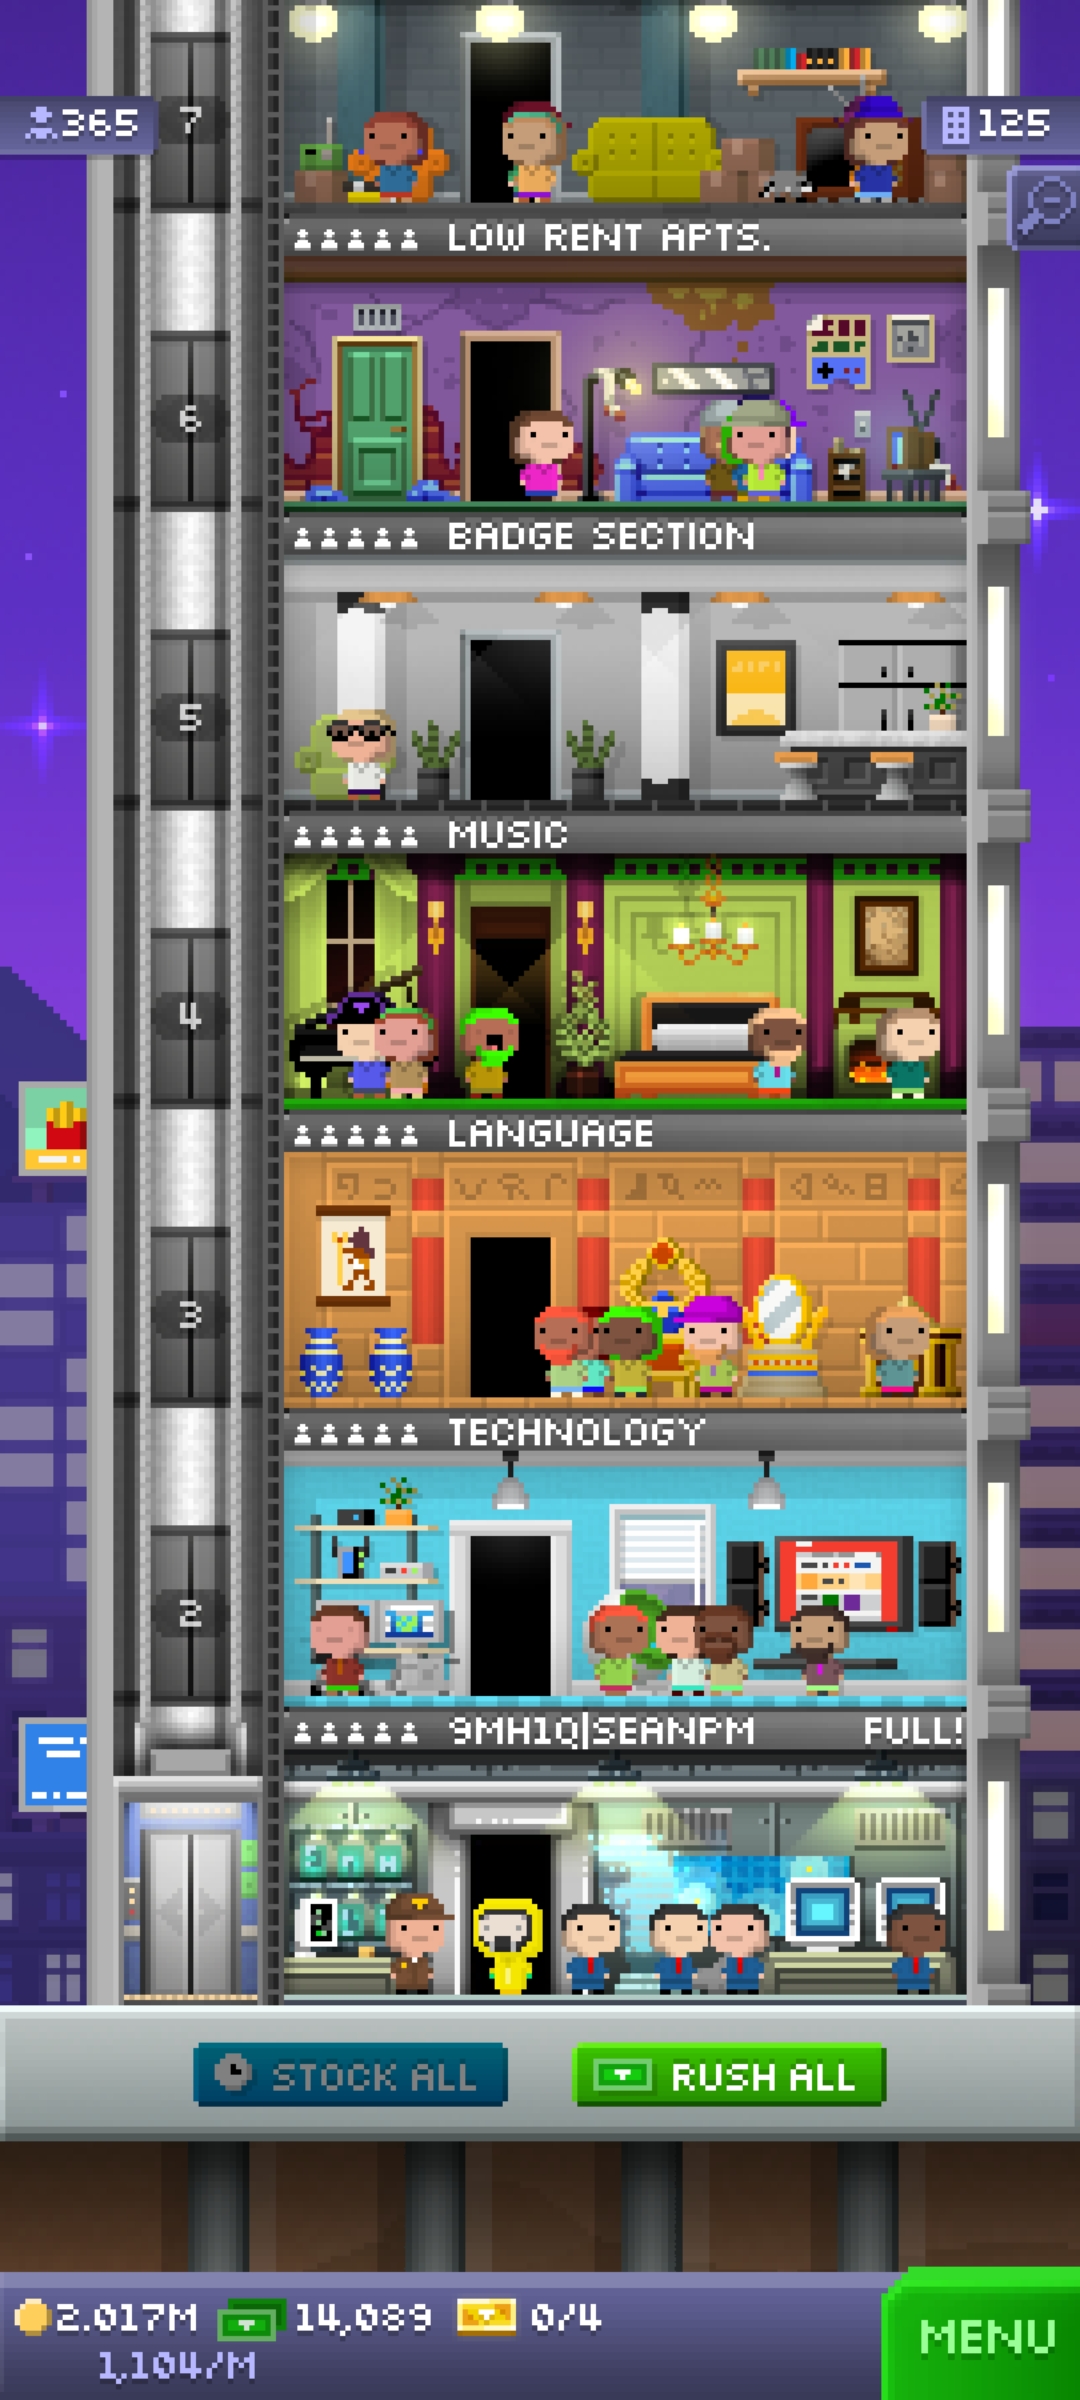 365
7
125
LOW RENT APTS.
6
BADGE SECTION
5
MUSIC
4
LANGUAGE
3
TECHNOLOGY
2
9MH1Q|SEANPM FULL!
STOCK ALL
RUSH ALL
2.017M
14,089
0/4
1,104/M
MENU